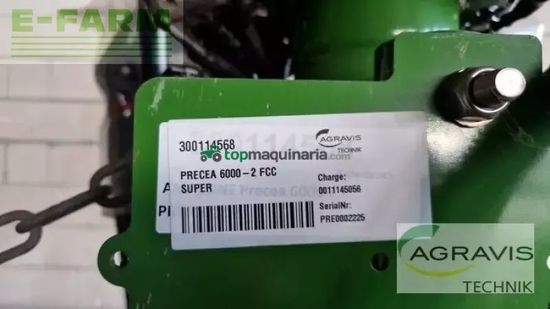 E-FARM
300114568
AGRAVIS
TECHNIK
topmaquinaria.com
PRECEA 6000-2 FCC
SUPER
Charge:
0011145056
SerialNr:
PRE0002225
AGRAVIS
TECHNIK